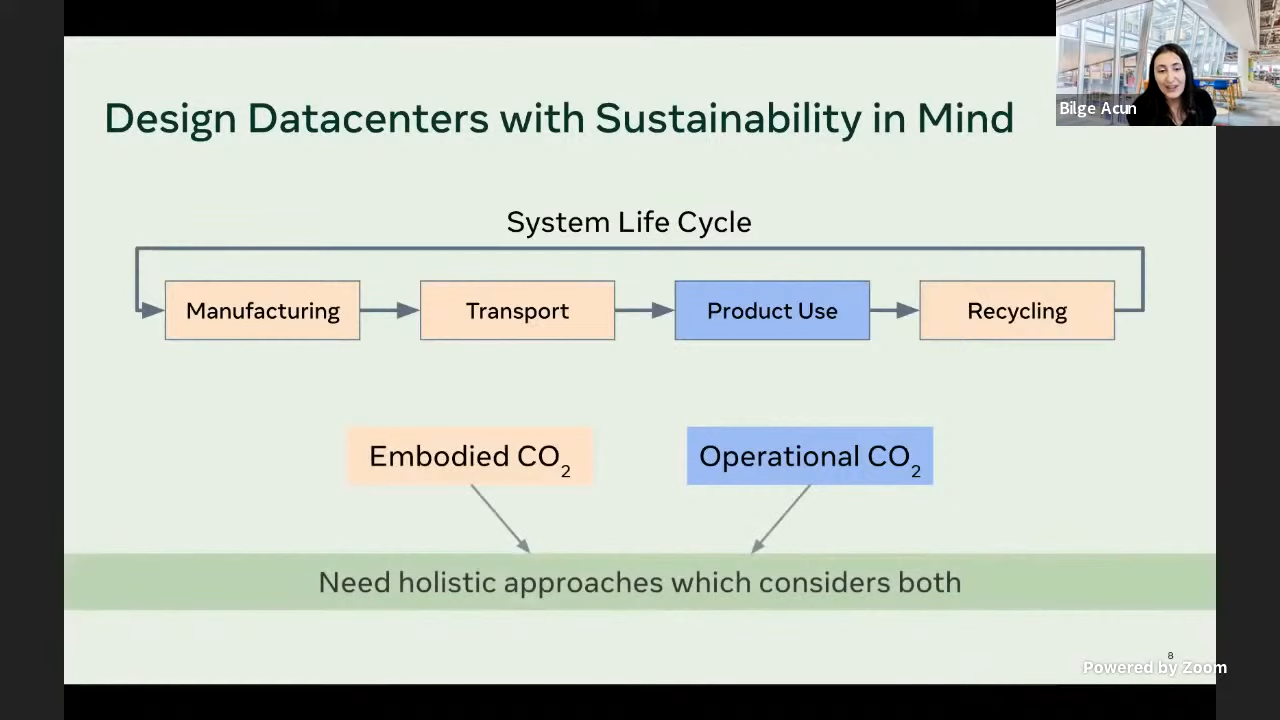 Bilge Acun
Design Datacenters with Sustainability in Mind
System Life Cycle
Manufacturing
Transport
Product Use
Recycling
Embodied CO2
Operational CO2
Need holistic approaches which considers both
8
Powered by Zoom